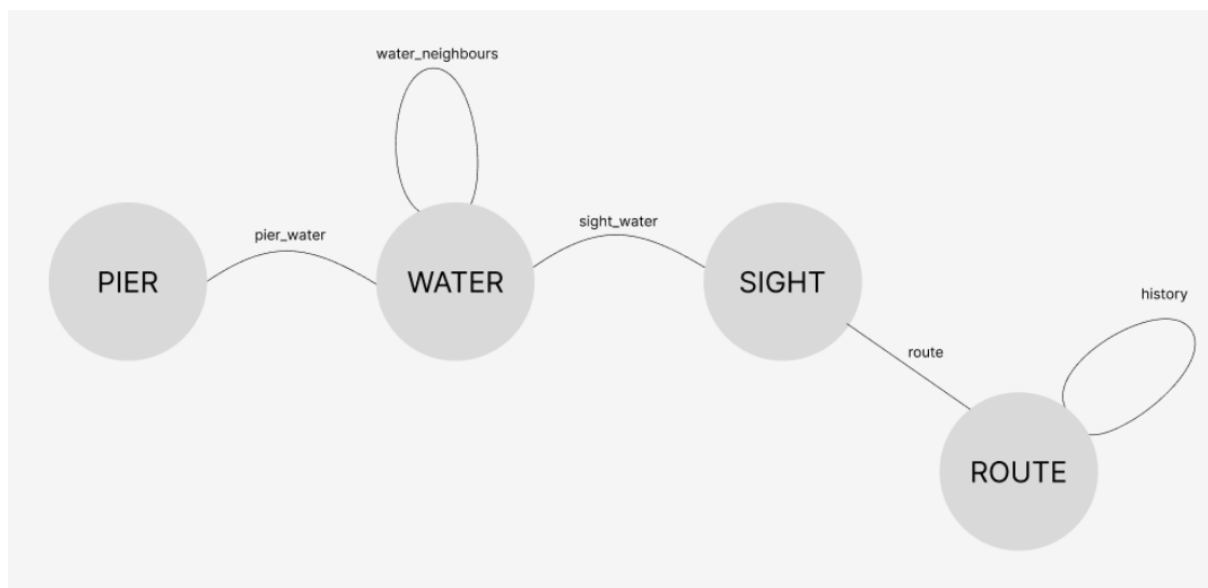 water_neighbours
pier_water
sight_water
PIER
WATER
SIGHT
history
route
ROUTE